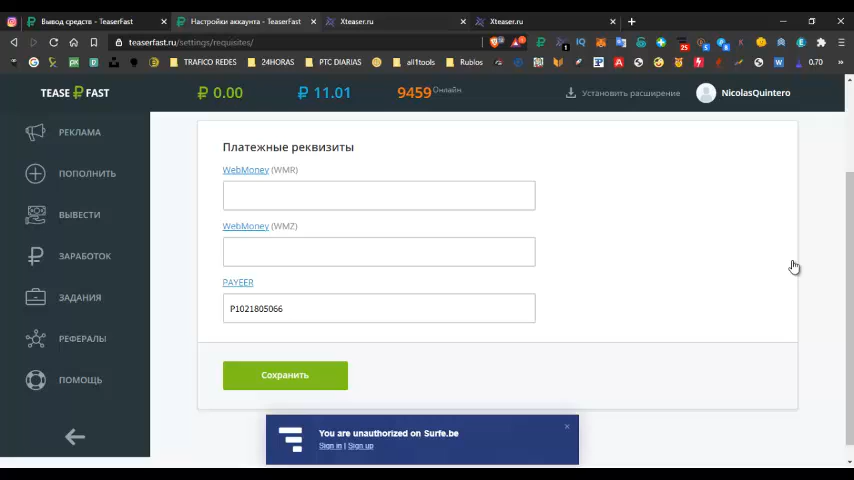 Вывод средств - TeaserFast
Настройки аккаунта - TeaserFast
Xteaser.ru
Xteaser.ru
teaserfast.ru/settings/requisites/
TRAFICO REDES
24HORAS
PTC DIARIAS
all1tools
Rublos
0.70
TEASE FAST
₽ 0.00
₽ 11.01
9459 Онлайн
Установить расширение
NicolasQuintero
РЕКЛАМА
ПОПОЛНИТЬ
ВЫВЕСТИ
ЗАРАБОТОК
ЗАДАНИЯ
РЕФЕРАЛЫ
ПОМОЩЬ
Платежные реквизиты
WebMoney (WMR)
WebMoney (WMZ)
PAYEER
P1021805066
Сохранить
You are unauthorized on Surfe.be
Sign in | Sign up